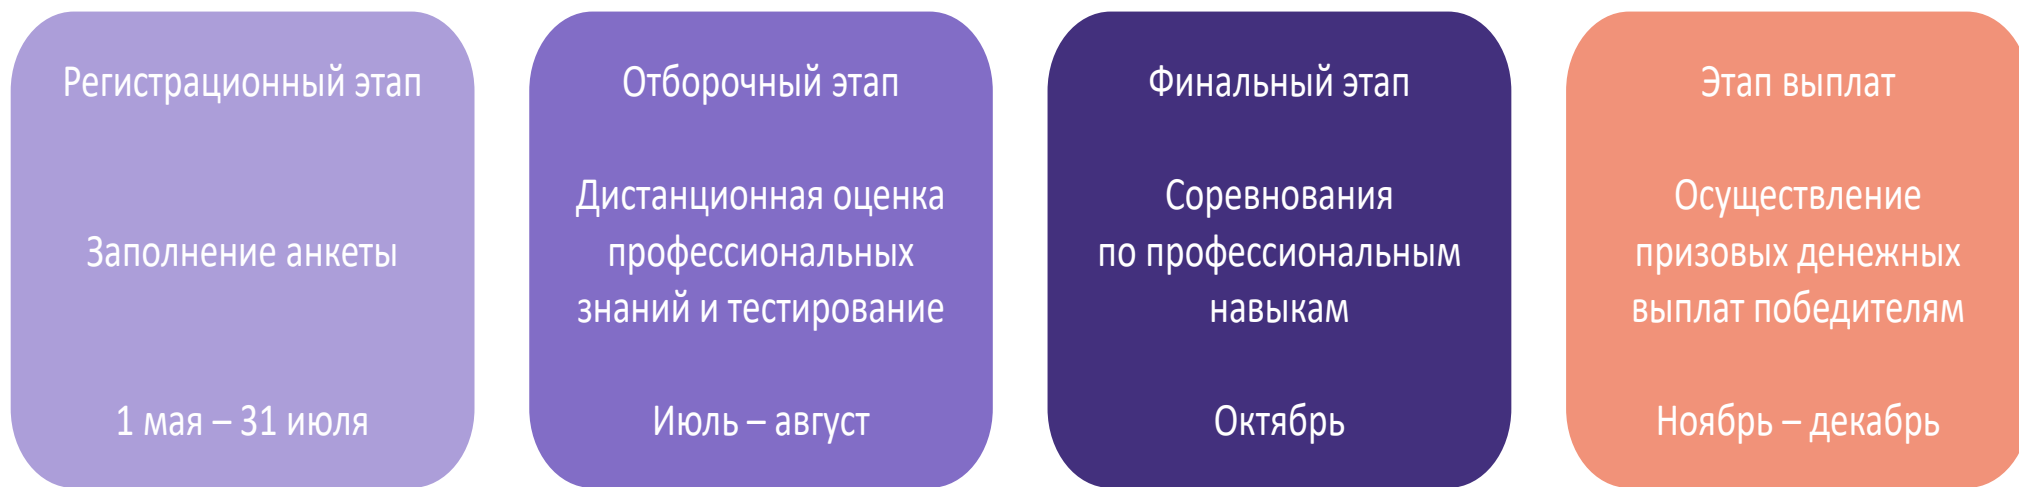 Регистрационный этап
Заполнение анкеты
1 мая – 31 июля
Отборочный этап
Дистанционная оценка
профессиональных
знаний и тестирование
Июль – август
Финальный этап
Соревнования
по профессиональным
навыкам
Октябрь
Этап выплат
Осуществление
призовых денежных
выплат победителям
Ноябрь – декабрь